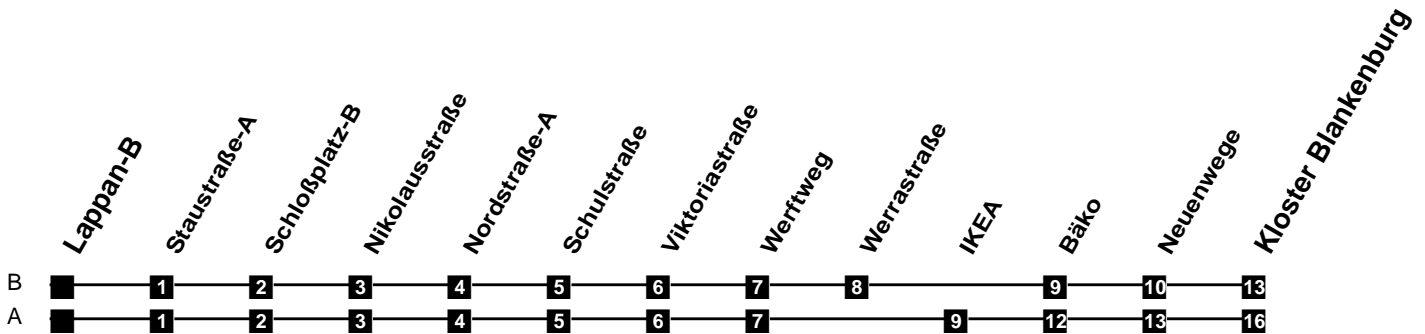 Lappan-B
Staustraße-A
Schloßplatz-B
Nikolausstraße
Nordstraße-A
Schulstraße
Viktoriastraße
Werftweg
Werrastraße
IKEA
Bäko
Neuenwege
Kloster Blankenburg
B 1 2 3 4 5 6 7 8 9 10 13
A 1 2 3 4 5 6 7 9 12 13 16